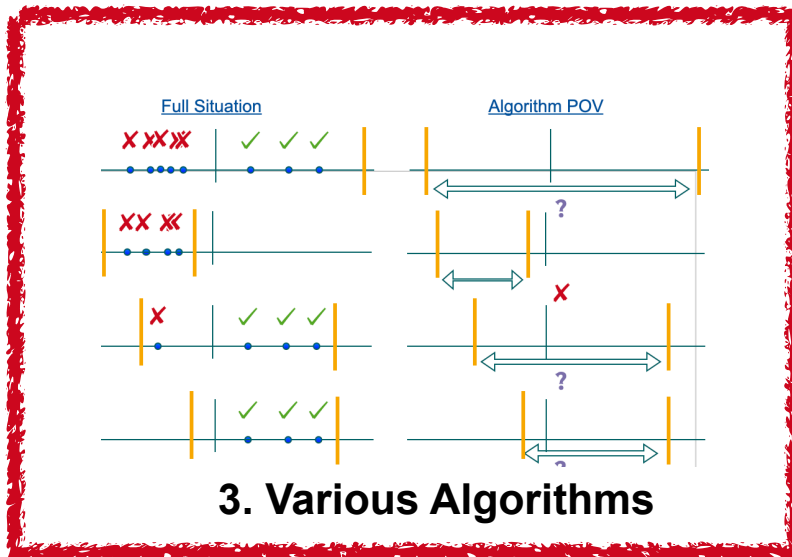 Full Situation
Algorithm POV
?
?
?
3. Various Algorithms